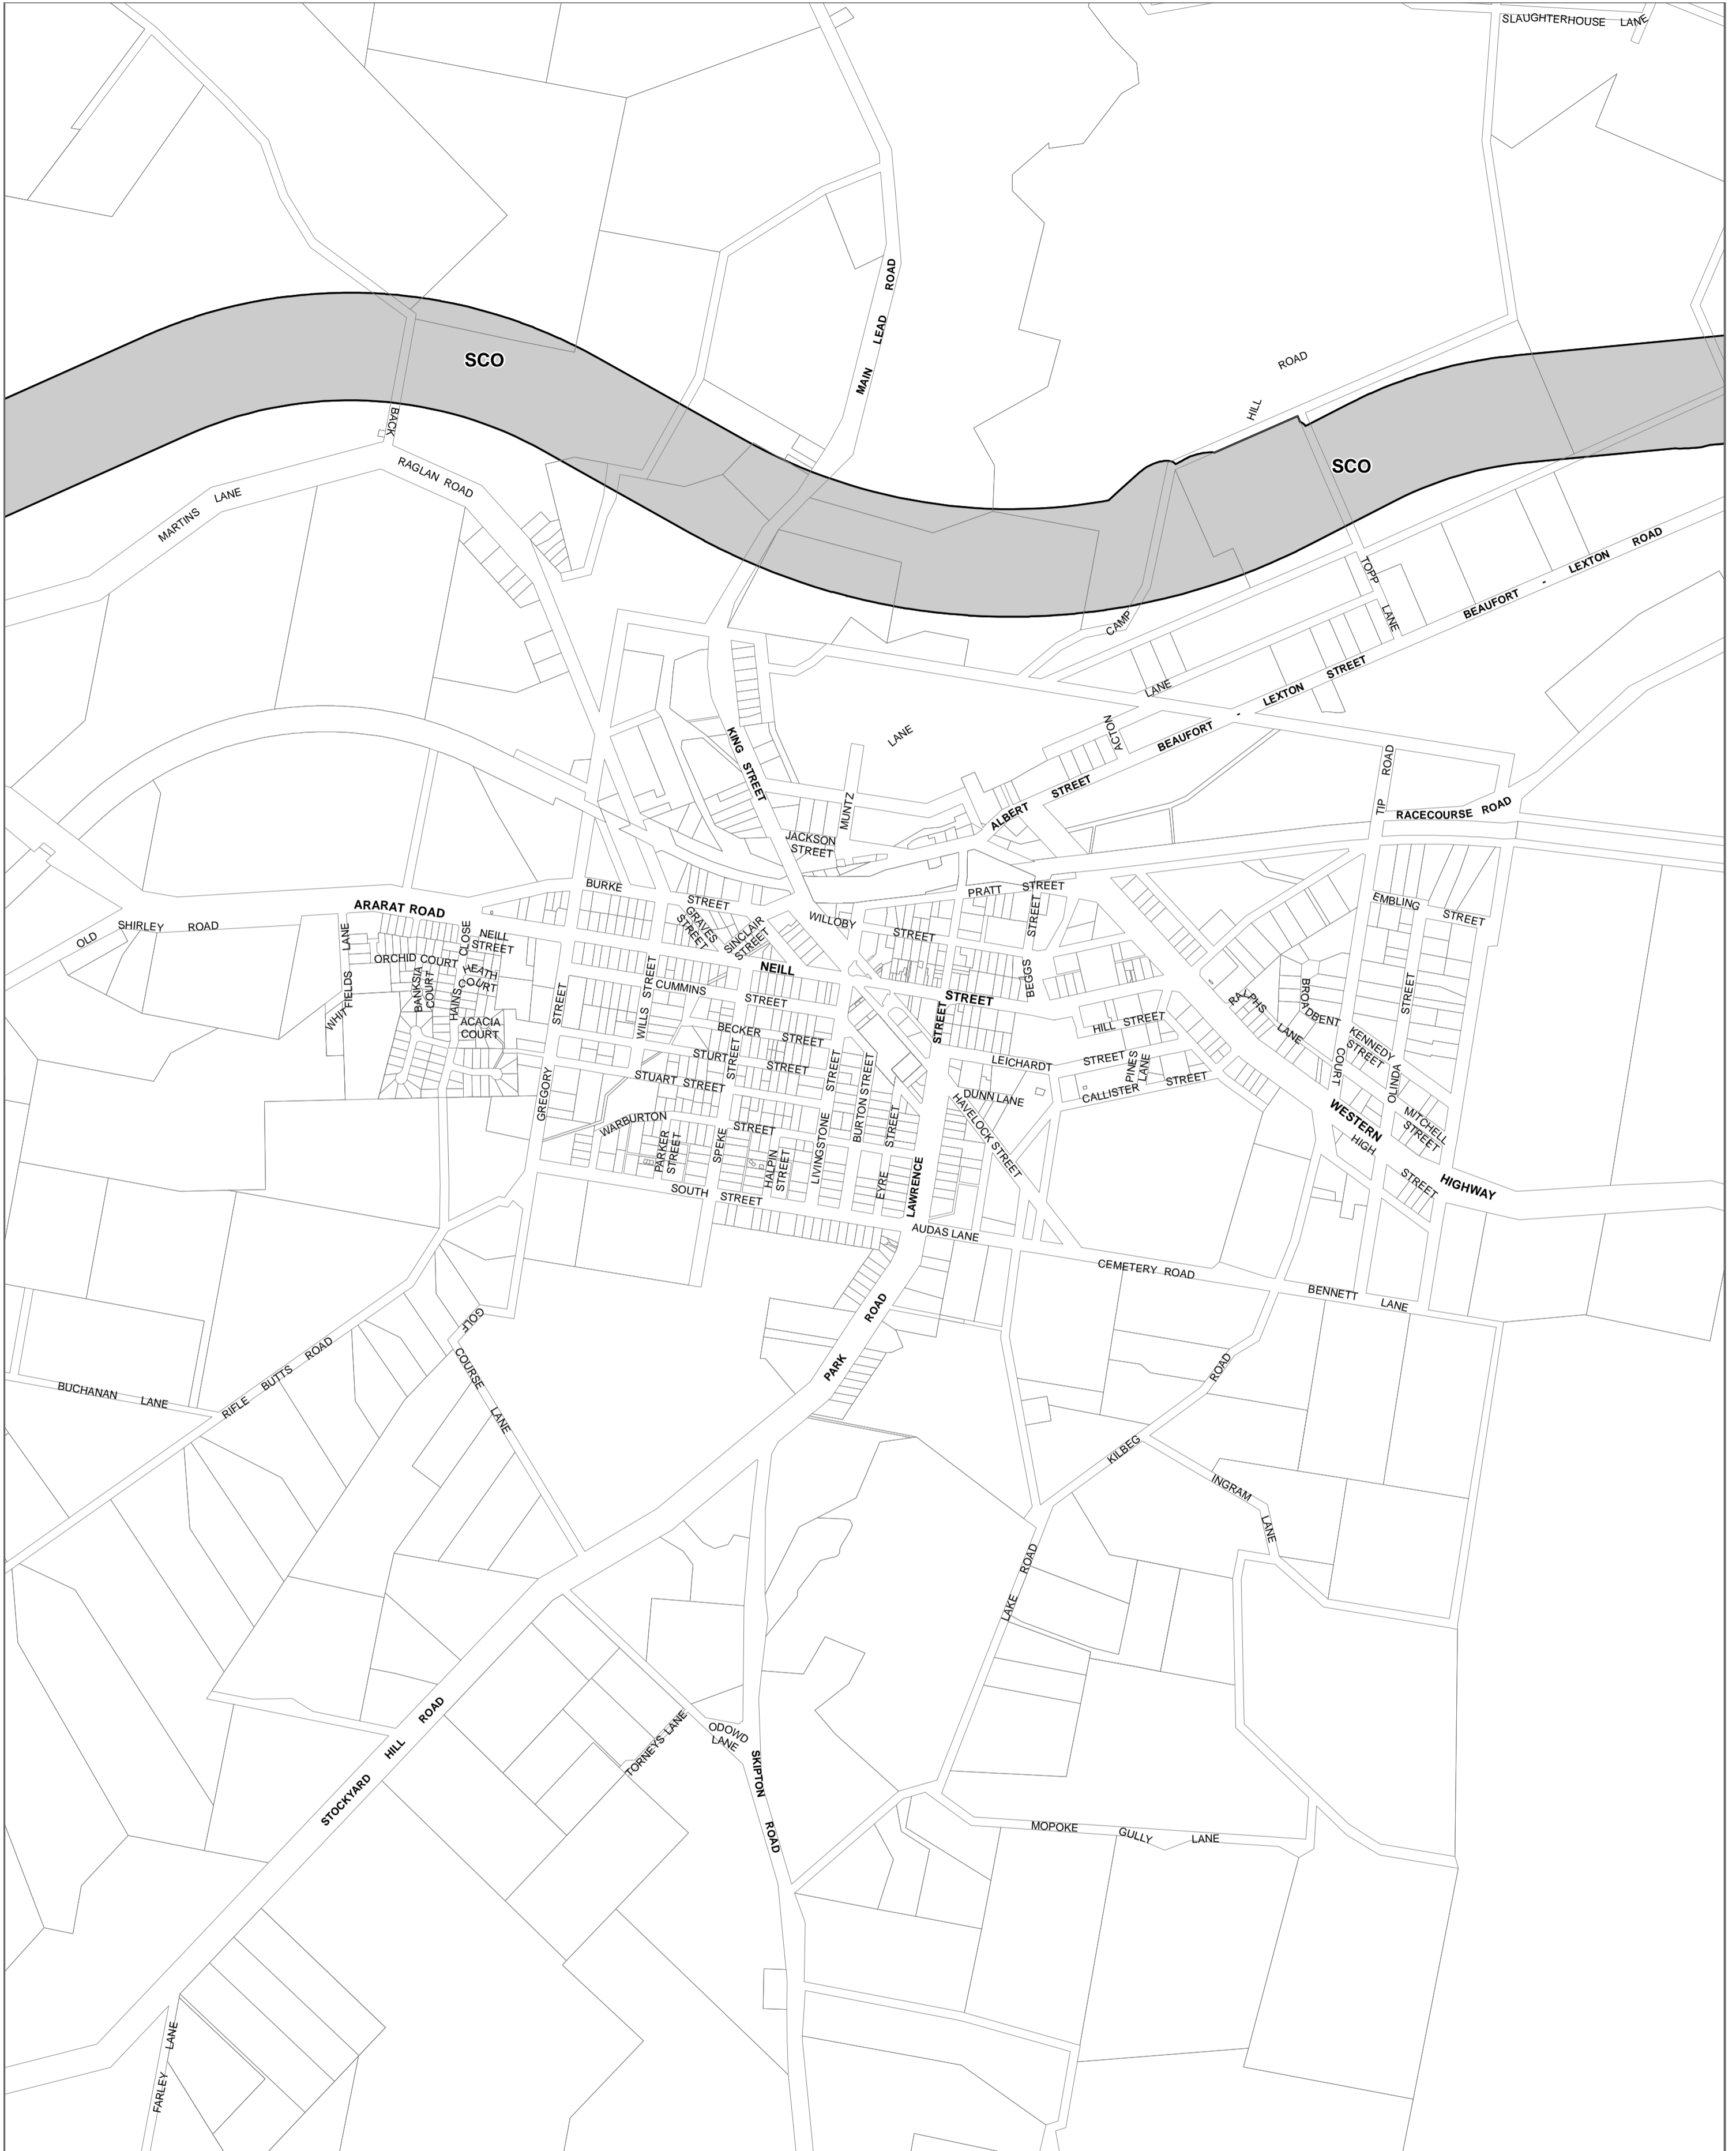 SLAUGHTERHOUSE LANE
MAIN LEAD ROAD
SCO
HILL ROAD
SCO
BACK
RAGLAN ROAD
MARTINS LANE
TOPP LANE
BEAUFORT - LEXTON ROAD
CAMP
LANE
LEXTON STREET
BEAUFORT -
ACTON
LANE
KING STREET
ALBERT STREET
MUNTZ
JACKSON
STREET
TIP ROAD
RACECOURSE ROAD
BURKE
STREET
PRATT STREET
EMBLING STREET
ARARAT ROAD
OLD SHIRLEY ROAD
WHITFIELDS LANE
CLOSE
HAINS
NEILL
STREET
ORCHID COURT
HEATH
COURT
BANKSIA
COURT
ACACIA
COURT
GRAVES
STREET
SINCLAIR
STREET
WILLOBY
STREET
STREET
BEGGS
NEILL
STREET
CUMMINS
STREET
WILLS STREET
STREET
GREGORY
BECKER
STREET
STURT
STREET
STREET
STUART STREET
STREET
STREET
HILL STREET
LEICHARDT
STREET
PINES
LANE
CALLISTER STREET
DUNN LANE
HAVELOCK STREET
RALPHS LANE
BROADBENT
COURT
KENNEDY
STREET
STREET
OLINDA
MITCHELL
STREET
WESTERN
HIGHWAY
HIGH
STREET
WARBURTON
STREET
PARKER
STREET
SPEKE
HALPIN
STREET
LIVINGSTONE
BURTON STREET
STREET
EYRE
LAWRENCE
SOUTH STREET
AUDAS LANE
CEMETERY ROAD
BENNETT LANE
GOLF
COURSE LANE
PARK ROAD
BUCHANAN LANE
RIFLE BUTTS ROAD
KILBEG ROAD
INGRAM LANE
LAKE ROAD
STOCKYARD HILL ROAD
TORNEYS LANE
ODOWD
LANE
SKIPTON ROAD
MOPOKE GULLY LANE
FARLEY LANE